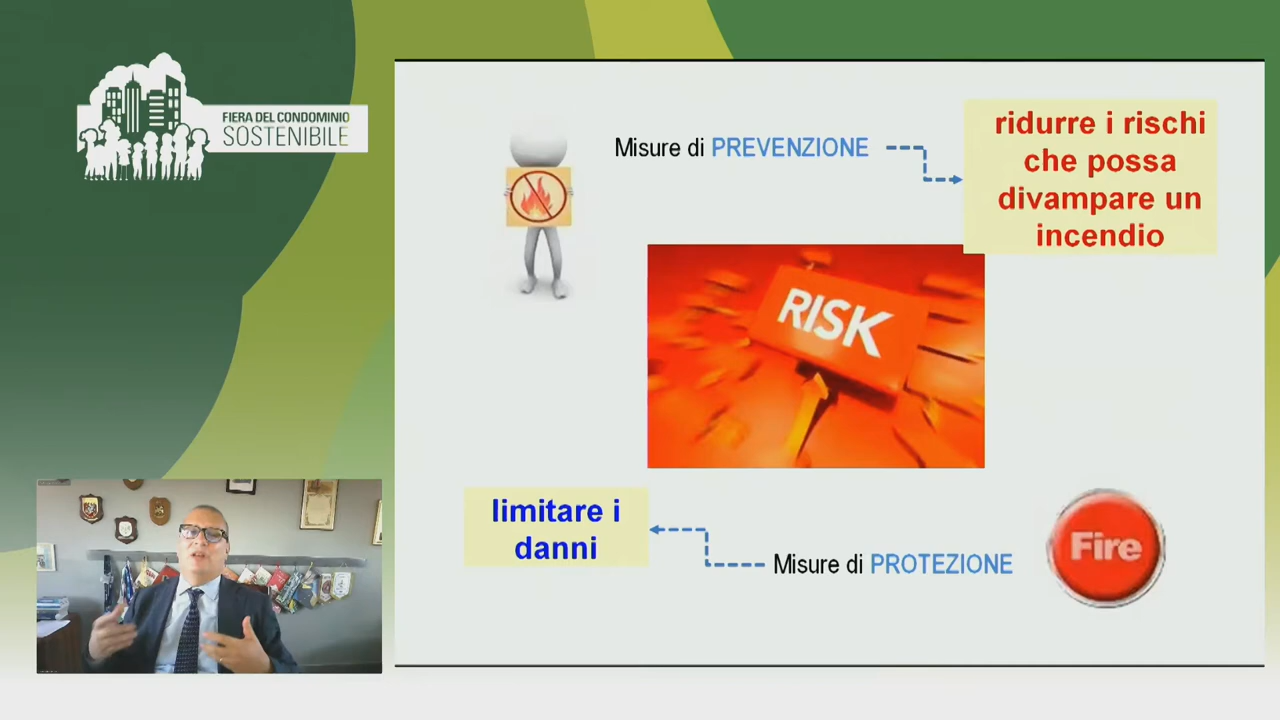 FIERA DEL CONDOMINIO
SOSTENIBILE
Misure di PREVENZIONE
ridurre i rischi
che possa
divampare un
incendio
RISK
limitare i
danni
Misure di PROTEZIONE
Fire